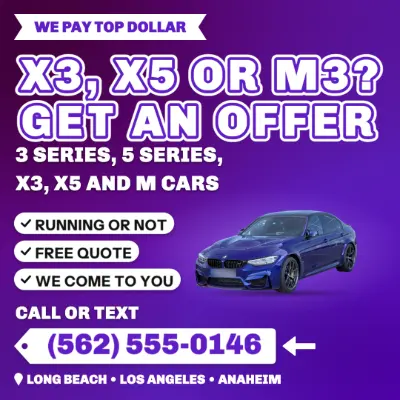 WE PAY TOP DOLLAR
X3, X5 OR M3?
GET AN OFFER
3 SERIES, 5 SERIES,
X3, X5 AND M CARS
RUNNING OR NOT
FREE QUOTE
WE COME TO YOU
CALL OR TEXT
(562) 555-0146
LONG BEACH • LOS ANGELES • ANAHEIM